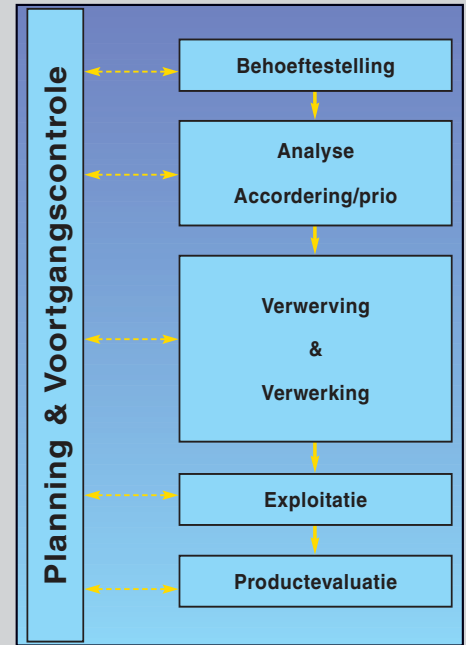 Planning & Voortgangscontrole
Behoeftestelling
Analyse
Accordering/prio
Verwerving
&
Verwerking
Exploitatie
Productevaluatie